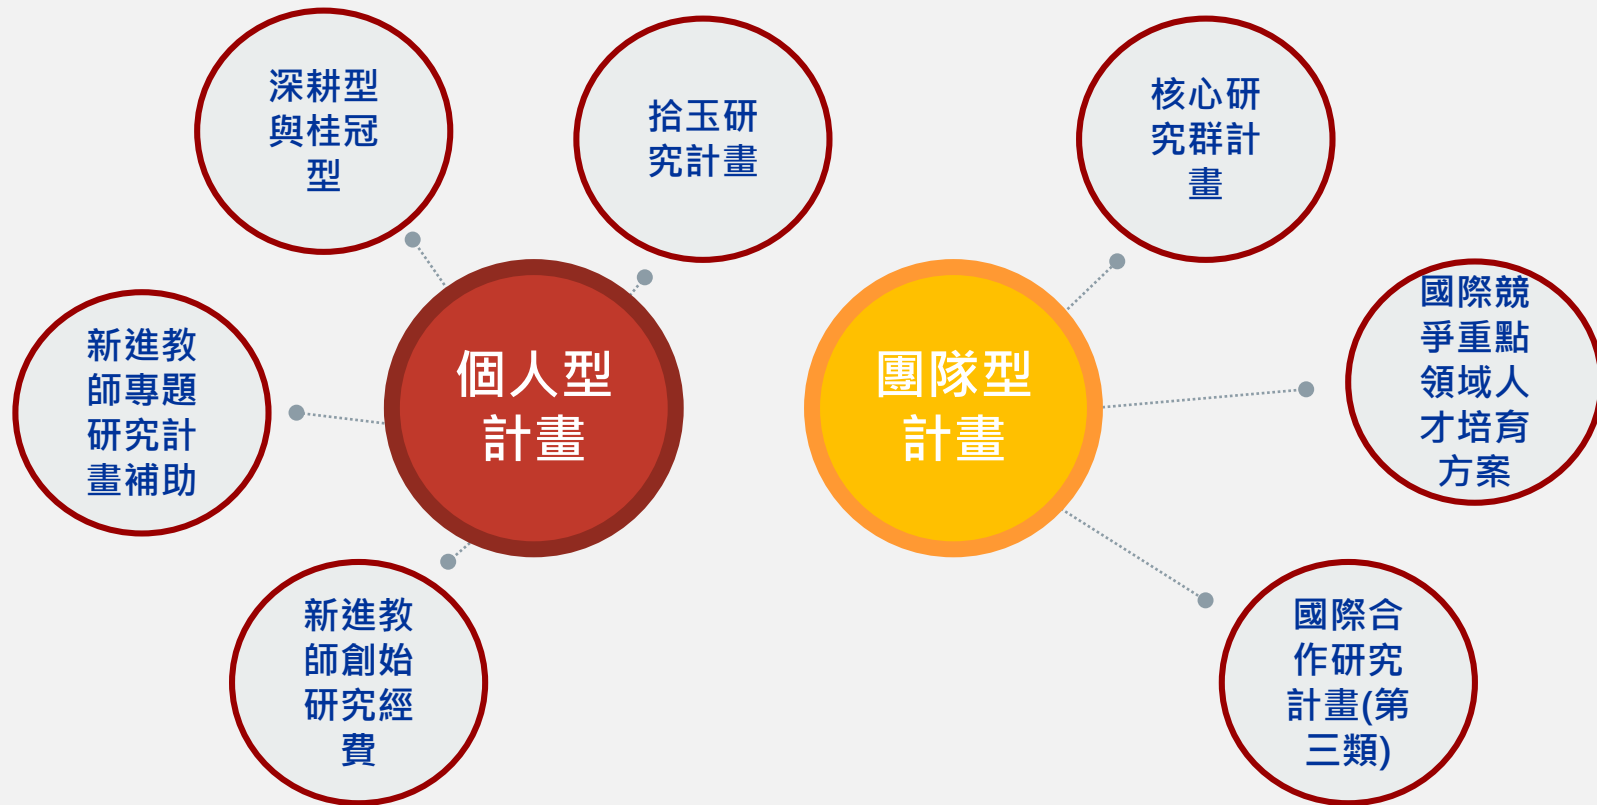 深耕型
與桂冠
型
拾玉研
究計畫
核心研
究群計
畫
新進教
師專題
研究計
畫補助
個人型
計畫
團隊型
計畫
國際競
爭重點
領域人
才培育
方案
新進教
師創始
研究經
費
國際合
作研究
計畫(第
三類)